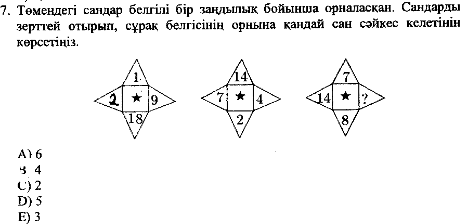 7. Төмендегі сандар белгілі бір заңдылық бойынша орналасқан. Сандарды
зерттей отырып, сұрақ белгісінің орнына қандай сан сәйкес келетінін
көрсетіңіз.
1 14 7
2 ★ 9 7 ★ 4 14 ★ ?
18 2 8
A) 6
B 4
C) 2
D) 5
E) 3